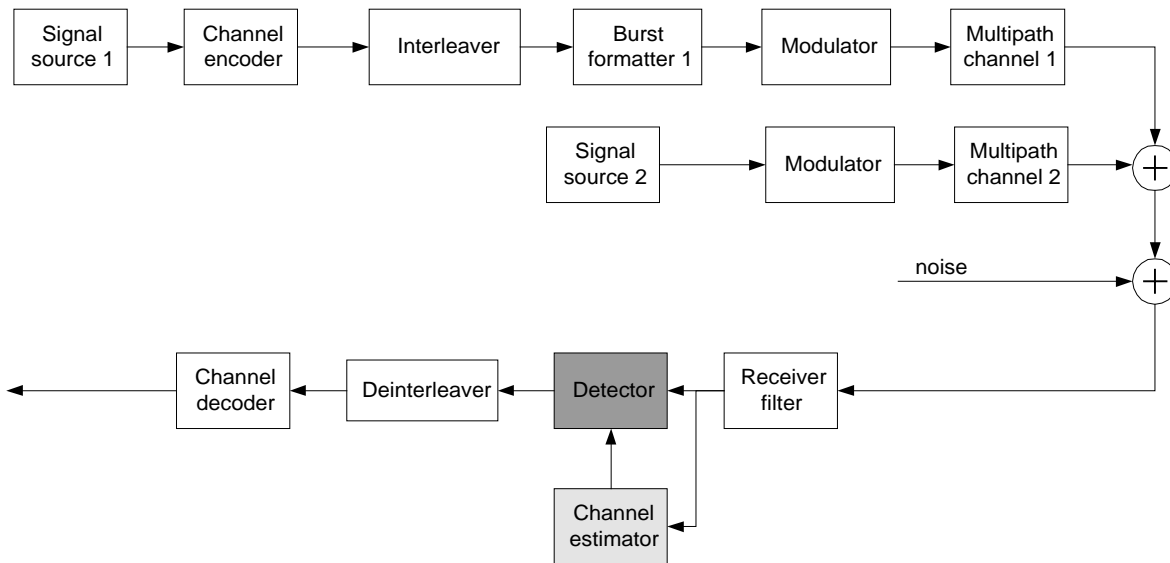 Signal
source 1
Channel
encoder
Interleaver
Burst
formatter 1
Modulator
Multipath
channel 1
Signal
source 2
Modulator
Multipath
channel 2
noise
Channel
decoder
Deinterleaver
Detector
Receiver
filter
Channel
estimator